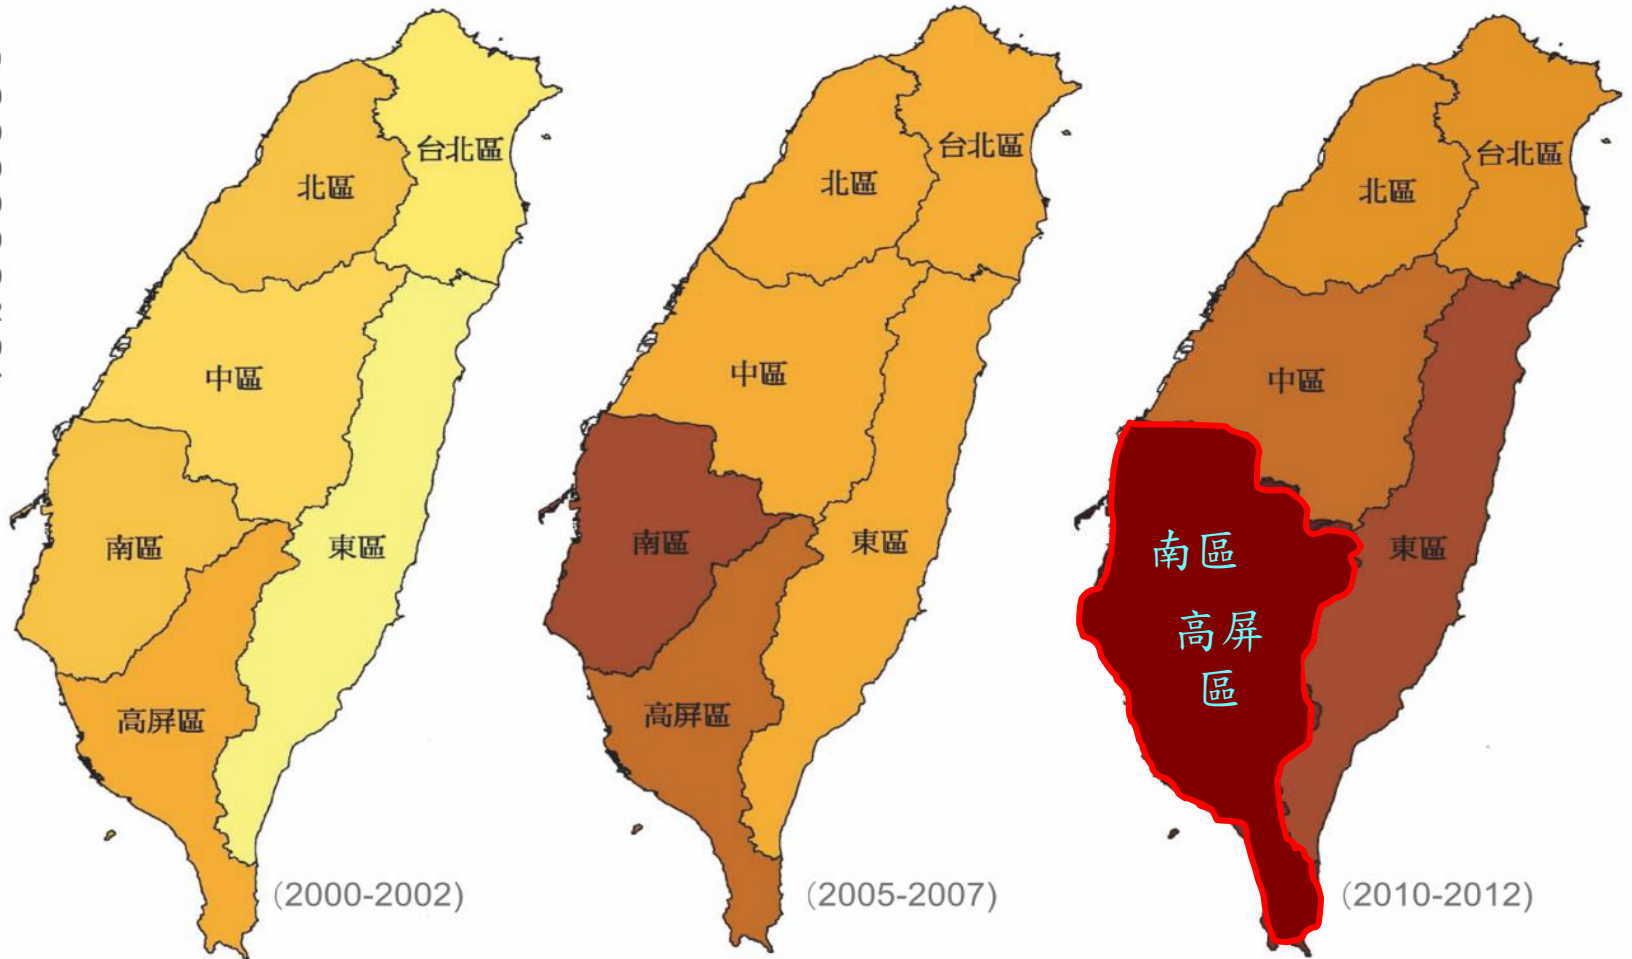 台北區
北區
中區
南區
東區
高屏區
(2000-2002)
台北區
北區
中區
南區
東區
高屏區
(2005-2007)
台北區
北區
中區
南區
東區
高屏
區
(2010-2012)